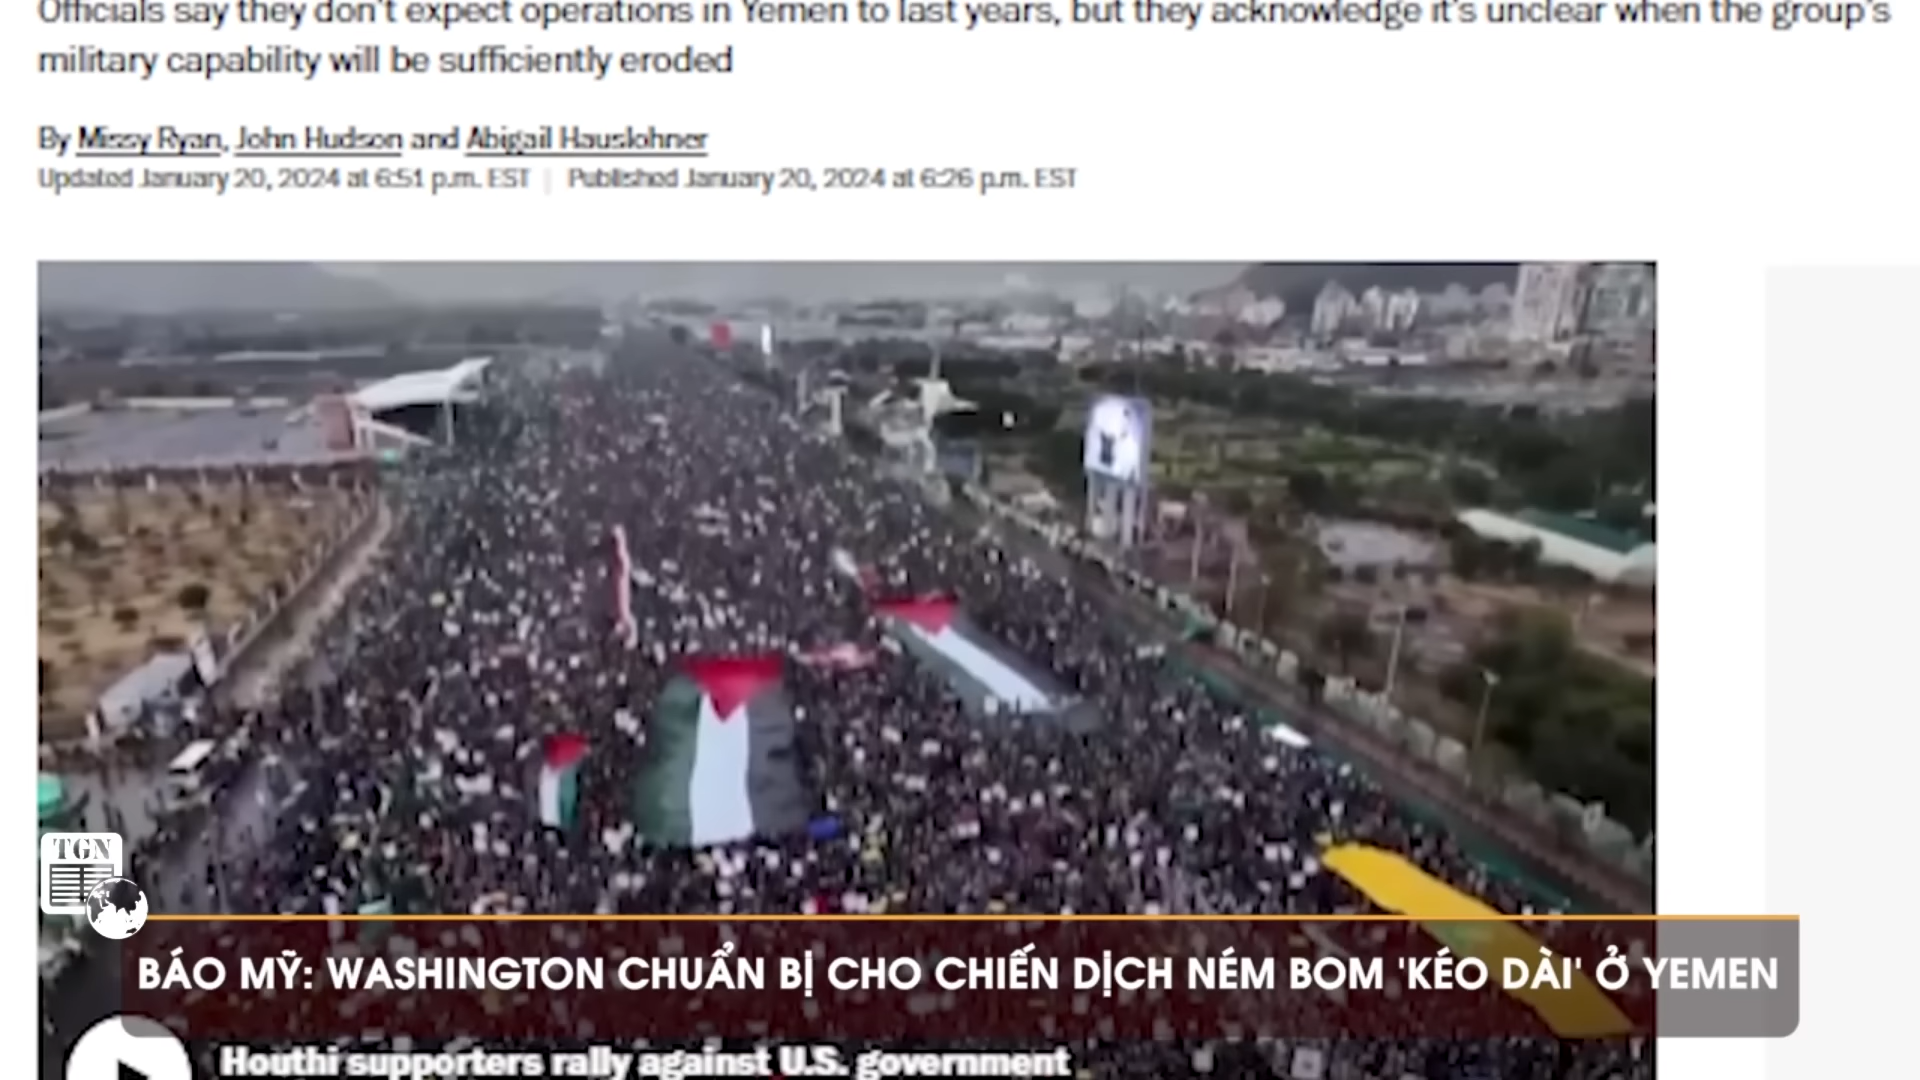 Officials say they don't expect operations in Yemen to last years, but they acknowledge it's unclear when the group's
military capability will be sufficiently eroded
By Missy Ryan, John Hudson and Abigail Hauslohner
Updated January 20, 2024 at 6:51 p.m. EST | Published January 20, 2024 at 6:26 p.m. EST
TGN
BÁO MỸ: WASHINGTON CHUẨN BỊ CHO CHIẾN DỊCH NÉM BOM 'KÉO DÀI' Ở YEMEN
Houthi supporters rally against U.S. government